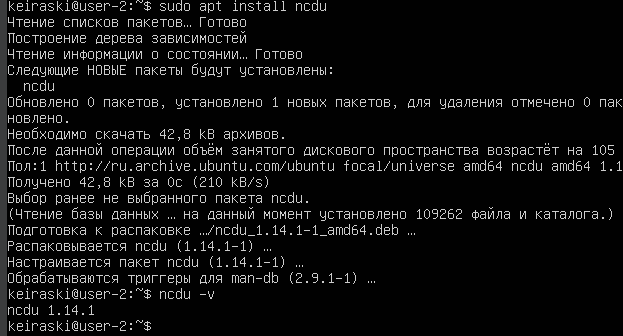 keiraski@user-2:~$ sudo apt install ncdu
Чтение списков пакетов… Готово
Построение дерева зависимостей
Чтение информации о состоянии… Готово
Следующие НОВЫЕ пакеты будут установлены:
ncdu
Обновлено 0 пакетов, установлено 1 новых пакетов, для удаления отмечено 0 пак
новлено.
Необходимо скачать 42,8 kB архивов.
После данной операции объём занятого дискового пространства возрастёт на 105
Пол:1 http://ru.archive.ubuntu.com/ubuntu focal/universe amd64 ncdu amd64 1.1
Получено 42,8 kB за 0с (210 kB/s)
Выбор ранее не выбранного пакета ncdu.
(Чтение базы данных … на данный момент установлено 109262 файла и каталога.)
Подготовка к распаковке …/ncdu_1.14.1-1_amd64.deb …
Распаковывается ncdu (1.14.1-1) …
Настраивается пакет ncdu (1.14.1-1) …
Обрабатываются триггеры для man-db (2.9.1-1) …
keiraski@user-2:~$ ncdu -v
ncdu 1.14.1
keiraski@user-2:~$